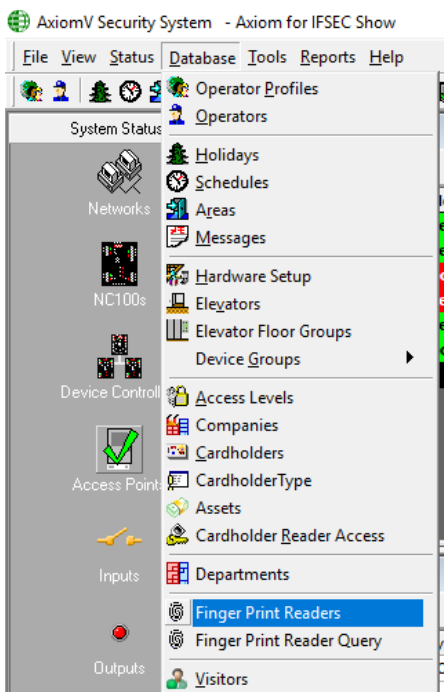 AxiomV Security System - Axiom for IFSEC Show
File View Status Database Tools Reports Help
Operator Profiles
Operators
System Status
Holidays
Schedules
Areas
Messages
Networks
Hardware Setup
NC100s
Elevators
Elevator Floor Groups
Device Groups
Device Controll
Access Levels
Companies
Cardholders
CardholderType
Access Point
Assets
Cardholder Reader Access
Inputs
Departments
Finger Print Readers
Finger Print Reader Query
Outputs
Visitors